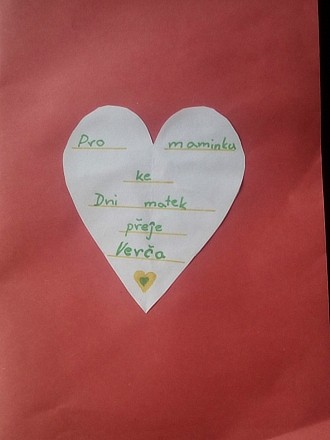 Pro maminku
ke
Dni matek
přeje
Verča